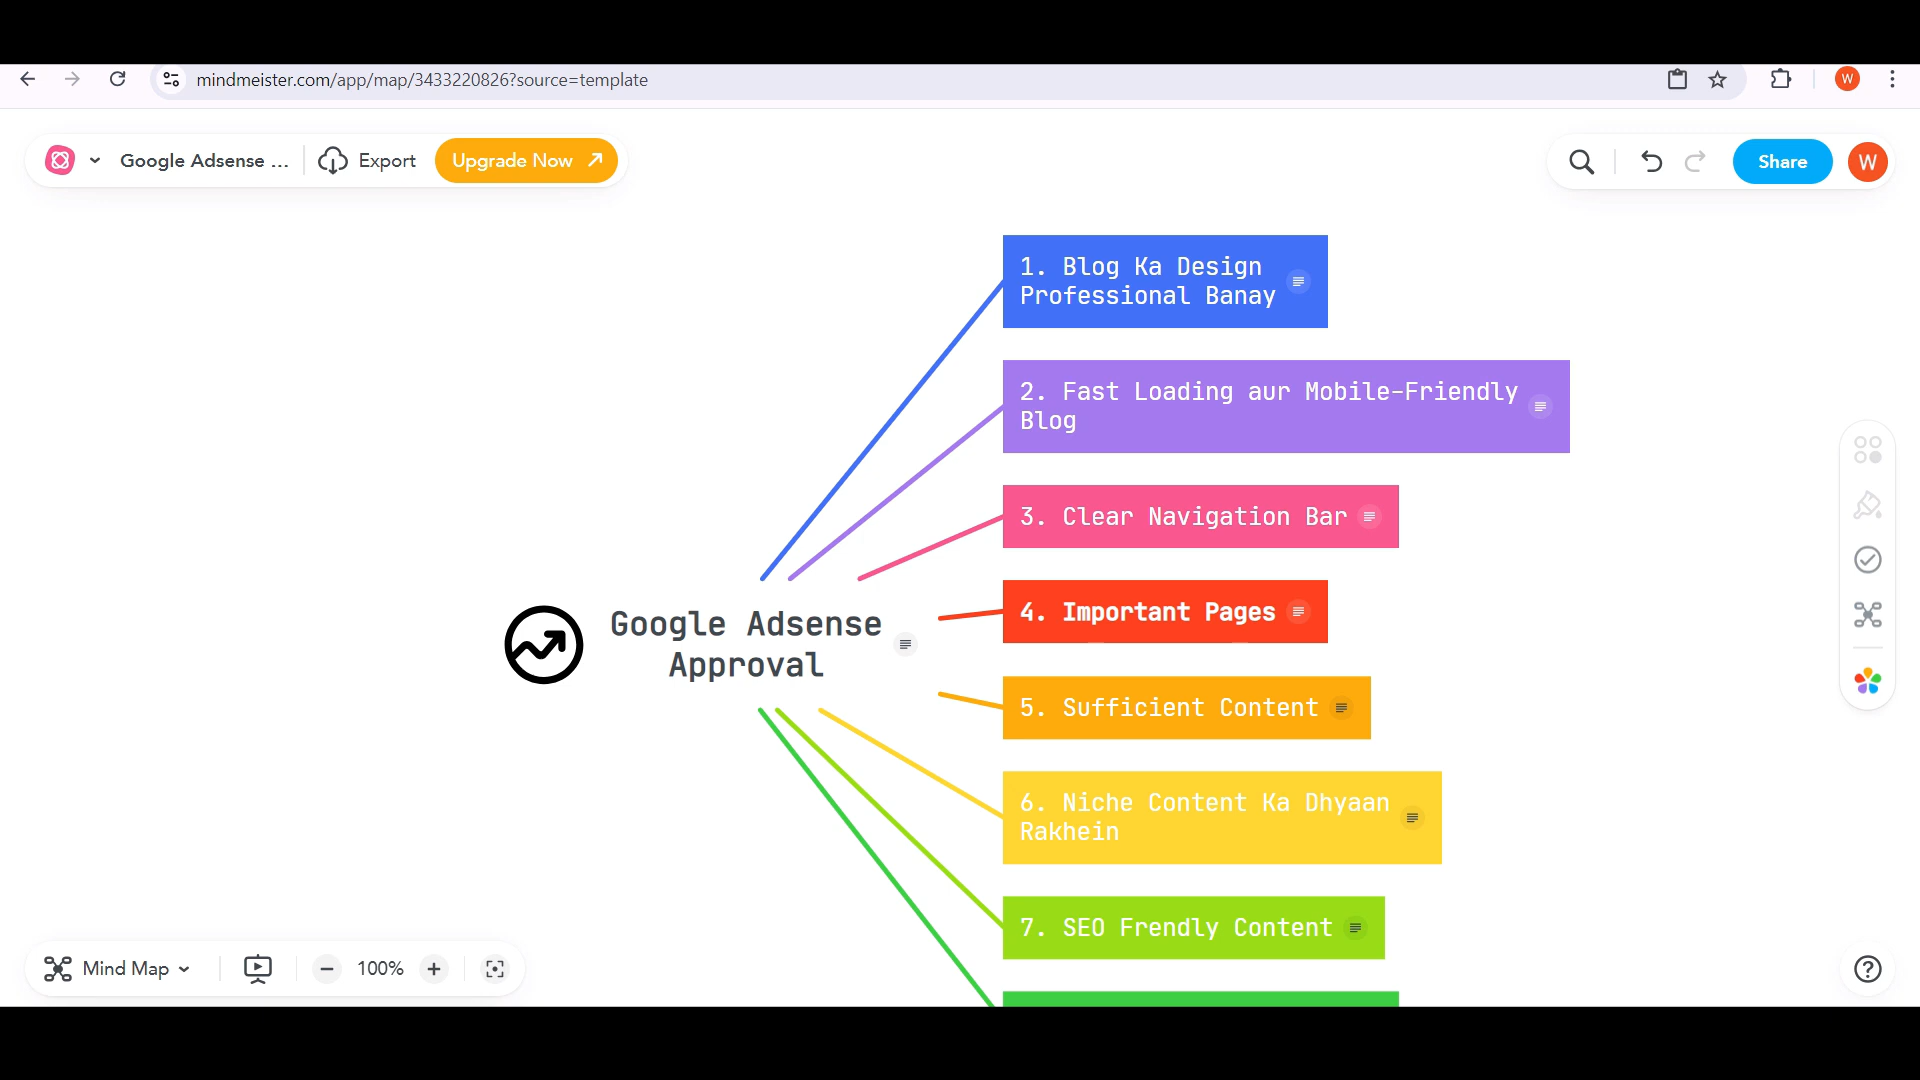 mindmeister.com/app/map/3433220826?source=template
W
Google Adsense ...
Export
Upgrade Now
Share
W
1. Blog Ka Design
Professional Banay
2. Fast Loading aur Mobile-Friendly
Blog
3. Clear Navigation Bar
Google Adsense
Approval
4. Important Pages
5. Sufficient Content
6. Niche Content Ka Dhyaan
Rakhein
7. SEO Frendly Content
Mind Map
100%